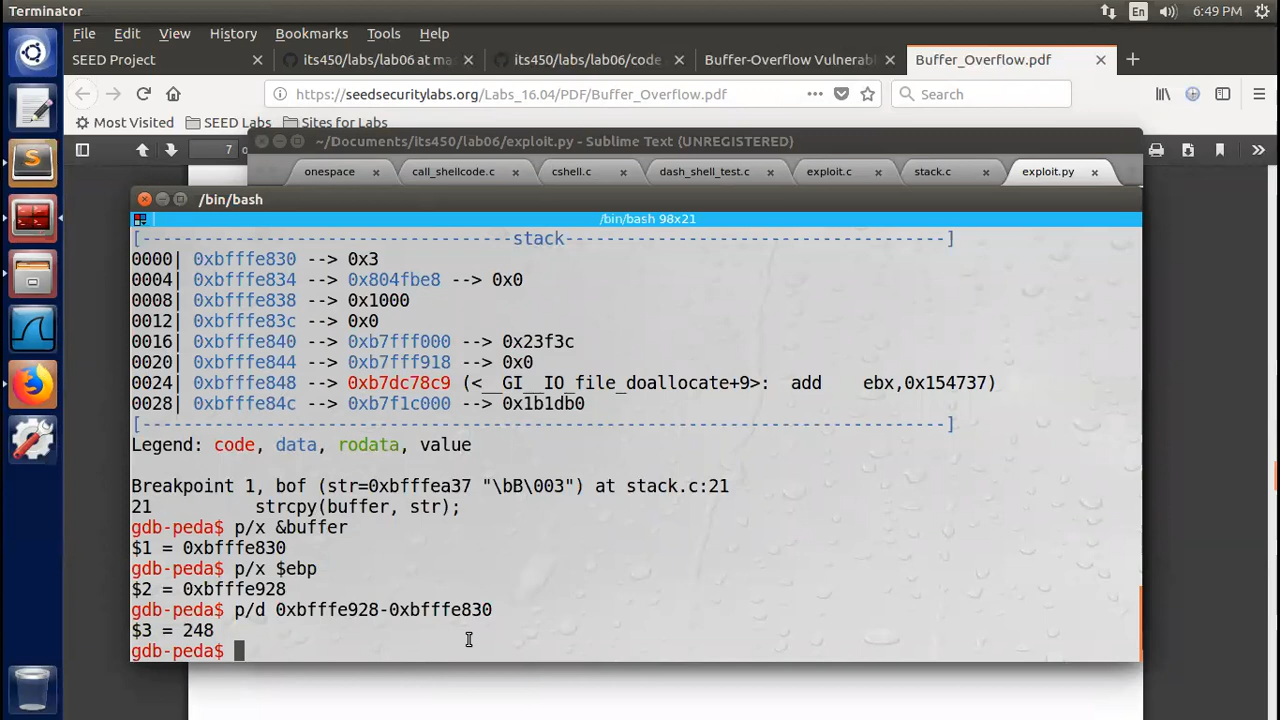 Terminator
En
6:49 PM
File Edit View History Bookmarks Tools Help
SEED Project
its450/labs/lab06 at ma
its450/labs/lab06/code
Buffer-Overflow Vulnerabi
Buffer_Overflow.pdf
https://seedsecuritylabs.org/Labs_16.04/PDF/Buffer_Overflow.pdf
Search
Most Visited SEED Labs Sites for Labs
~/Documents/its450/lab06/exploit.py - Sublime Text (UNREGISTERED)
7 o
onespace call_shellcode.c cshell.c dash_shell_test.c exploit.c stack.c exploit.py
/bin/bash
/bin/bash 98x21
[------------------------------------stack-------------------------------------]
0000| 0xbfffe830 --> 0x3
0004| 0xbfffe834 --> 0x804fbe8 --> 0x0
0008| 0xbfffe838 --> 0x1000
0012| 0xbfffe83c --> 0x0
0016| 0xbfffe840 --> 0xb7fff000 --> 0x23f3c
0020| 0xbfffe844 --> 0xb7fff918 --> 0x0
0024| 0xbfffe848 --> 0xb7dc78c9 (<__GI__IO_file_doallocate+9>: add ebx,0x154737)
0028| 0xbfffe84c --> 0xb7f1c000 --> 0x1b1db0
[------------------------------------------------------------------------------]
Legend: code, data, rodata, value
Breakpoint 1, bof (str=0xbfffea37 "\bB\003") at stack.c:21
21 strcpy(buffer, str);
gdb-peda$ p/x &buffer
$1 = 0xbfffe830
gdb-peda$ p/x $ebp
$2 = 0xbfffe928
gdb-peda$ p/d 0xbfffe928-0xbfffe830
$3 = 248
gdb-peda$